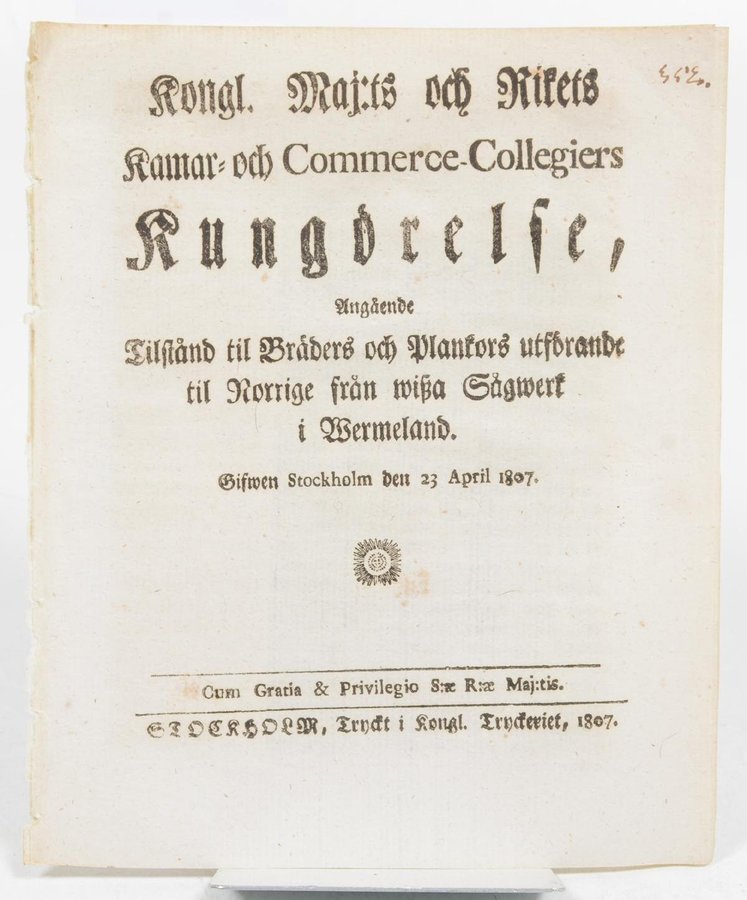 Kongl. Maj:ts och Rikets
Kamar- och Commerce-Collegiers
Kungörelse,
Angående
Tilstånd til Bräders och Plankors utförande
til Norrige från wißa Sågwerk
i Wermeland.
Gifwen Stockholm den 23 April 1807.
Cum Gratia & Privilegio S:æ R:æ Maj:tis.
STOCKHOLM, Tryckt i Kongl. Tryckeriet, 1807.